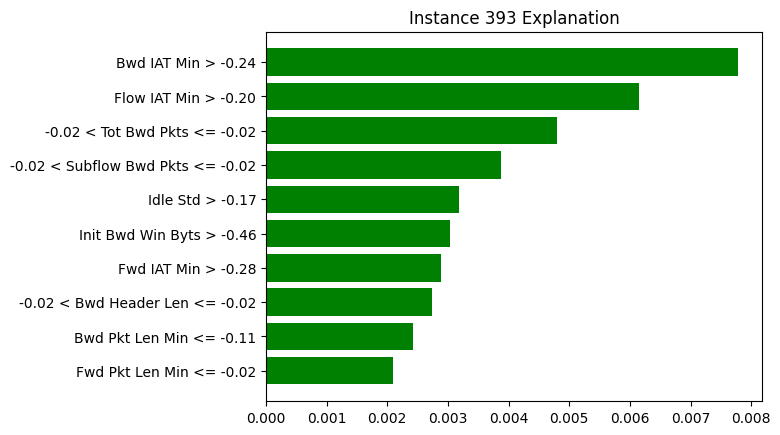 Instance 393 Explanation
Bwd IAT Min > -0.24
Flow IAT Min > -0.20
-0.02 < Tot Bwd Pkts <= -0.02
-0.02 < Subflow Bwd Pkts <= -0.02
Idle Std > -0.17
Init Bwd Win Byts > -0.46
Fwd IAT Min > -0.28
-0.02 < Bwd Header Len <= -0.02
Bwd Pkt Len Min <= -0.11
Fwd Pkt Len Min <= -0.02
0.000 0.001 0.002 0.003 0.004 0.005 0.006 0.007 0.008